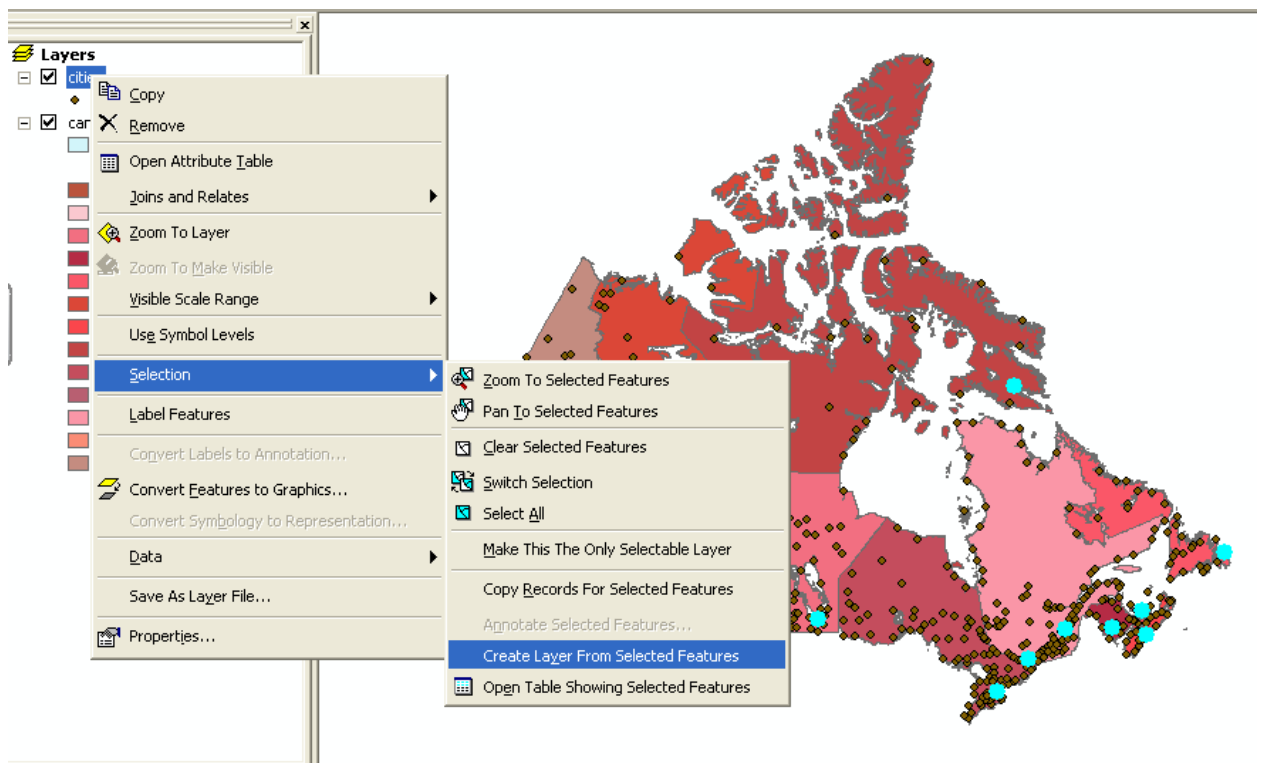 Layers
citie
Copy
car
Remove
Open Attribute Table
Joins and Relates
Zoom To Layer
Zoom To Make Visible
Visible Scale Range
Use Symbol Levels
Selection
Label Features
Convert Labels to Annotation...
Convert Features to Graphics...
Convert Symbology to Representation...
Data
Save As Layer File...
Properties...
Zoom To Selected Features
Pan To Selected Features
Clear Selected Features
Switch Selection
Select All
Make This The Only Selectable Layer
Copy Records For Selected Features
Annotate Selected Features...
Create Layer From Selected Features
Open Table Showing Selected Features